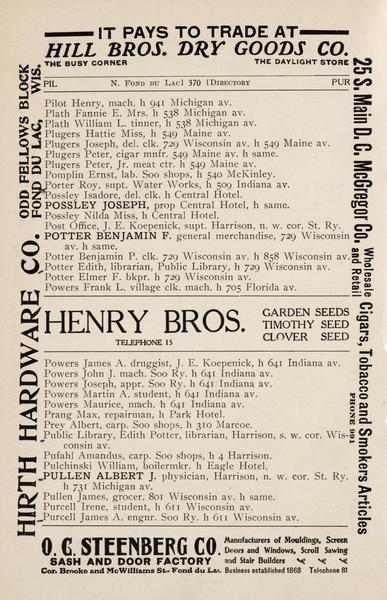 IT PAYS TO TRADE AT
HILL BROS. DRY GOODS CO.
THE BUSY CORNER THE DAYLIGHT STORE
PIL N. FOND DU LAC] 370 [DIRECTORY PUR
Pilot Henry, mach. h 941 Michigan av.
Plath Fannie E. Mrs. h 538 Michigan av.
Plath William L. tinner, h 538 Michigan av.
Plugers Hattie Miss, h 549 Maine av.
Plugers Joseph, del. clk. 729 Wisconsin av. h 549 Maine av.
Plugers Peter, cigar mnfr. 549 Maine av. h same.
Plugers Peter, Jr. meat ctr. h 549 Maine av.
Pomplin Ernst, lab. Soo shops, h 540 McKinley.
Porter Roy, supt. Water Works, h 509 Indiana av.
Possley Isadore, del. clk. h Central Hotel.
POSSLEY JOSEPH, prop Central Hotel, h same.
Possley Nilda Miss, h Central Hotel.
Post Office, J. E. Koepenick, supt. Harrison, n. w. cor. St. Ry.
POTTER BENJAMIN F. general merchandise, 729 Wisconsin
av. h same.
Potter Benjamin P. clk. 729 Wisconsin av. h 858 Wisconsin av.
Potter Edith, librarian, Public Library, h 729 Wisconsin av.
Potter Elmer F. bkpr. h 729 Wisconsin av.
Powers Frank L. village clk. mach. h 705 Florida av.
HENRY BROS.
TELEPHONE 15
GARDEN SEEDS
TIMOTHY SEED
CLOVER SEED
Powers James A. druggist, J. E. Koepenick, h 641 Indiana av.
Powers John J. mach. Soo Ry. h 641 Indiana av.
Powers Joseph, appr. Soo Ry. h 641 Indiana av.
Powers Martin A. student, h 641 Indiana av.
Powers Maurice, mach. h 641 Indiana av.
Prang Max, repairman, h Park Hotel.
Prey Albert, carp. Soo shops, h 310 Marcoe.
Public Library, Edith Potter, librarian, Harrison, s. w. cor. Wis-
consin av.
Pufahl Amandus, carp. Soo shops, h 4 Harrison.
Pulchinski William, boilermkr. h Eagle Hotel.
PULLEN ALBERT J. physician, Harrison, n. w. cor. St. Ry.
h 731 Michigan av.
Pullen James, grocer, 801 Wisconsin av. h same.
Purcell Irene, student, h 611 Wisconsin av.
Purcell James A. engnr. Soo Ry. h 611 Wisconsin av.
O. C. STEENBERG CO.
SASH AND DOOR FACTORY
Cor. Brooke and McWilliams St. Fond du Lac
Manufacturers of Mouldings, Screen
Doors and Windows, Scroll Sawing
and Stair Builders
Business established 1868 Telephone 81
HIRTH HARDWARE CO.
ODD FELLOWS BLOCK
FOND DU LAC, WIS.
25 S. Main D. C. McGregor Co. Wholesale and Retail Cigars, Tobacco and Smokers Articles
PHONE 991